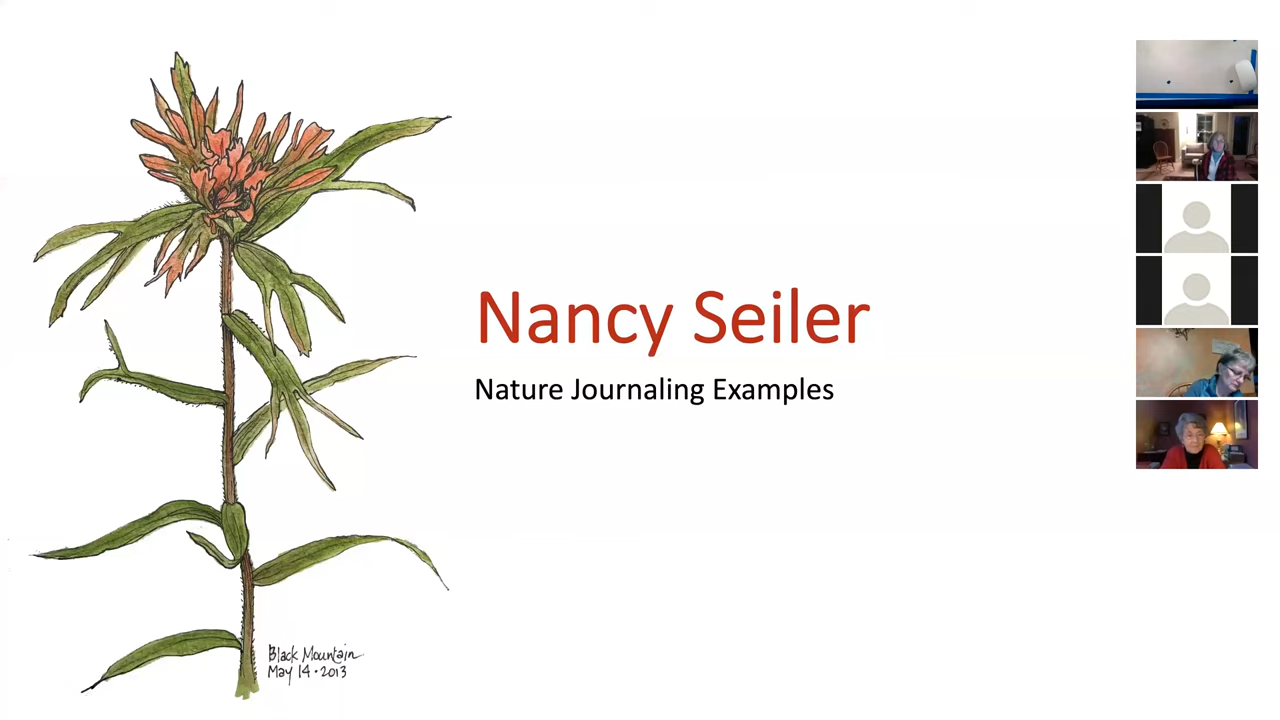 Nancy Seiler
Nature Journaling Examples
Black Mountain
May 14 • 2013